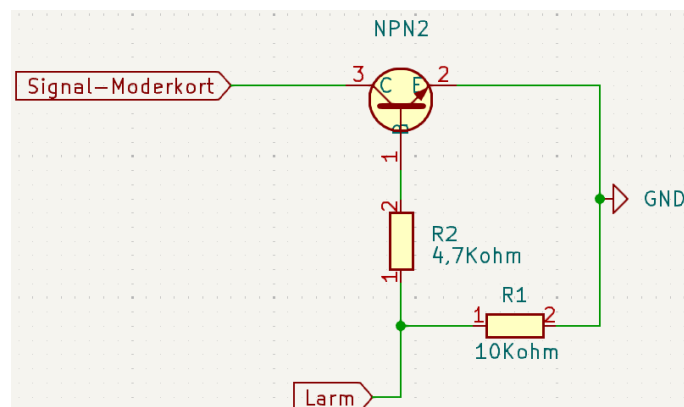 NPN2
Signal-Moderkort
3
C
E
2
B
1
GND
2
R2
4,7Kohm
1
R1
1
2
10Kohm
Larm